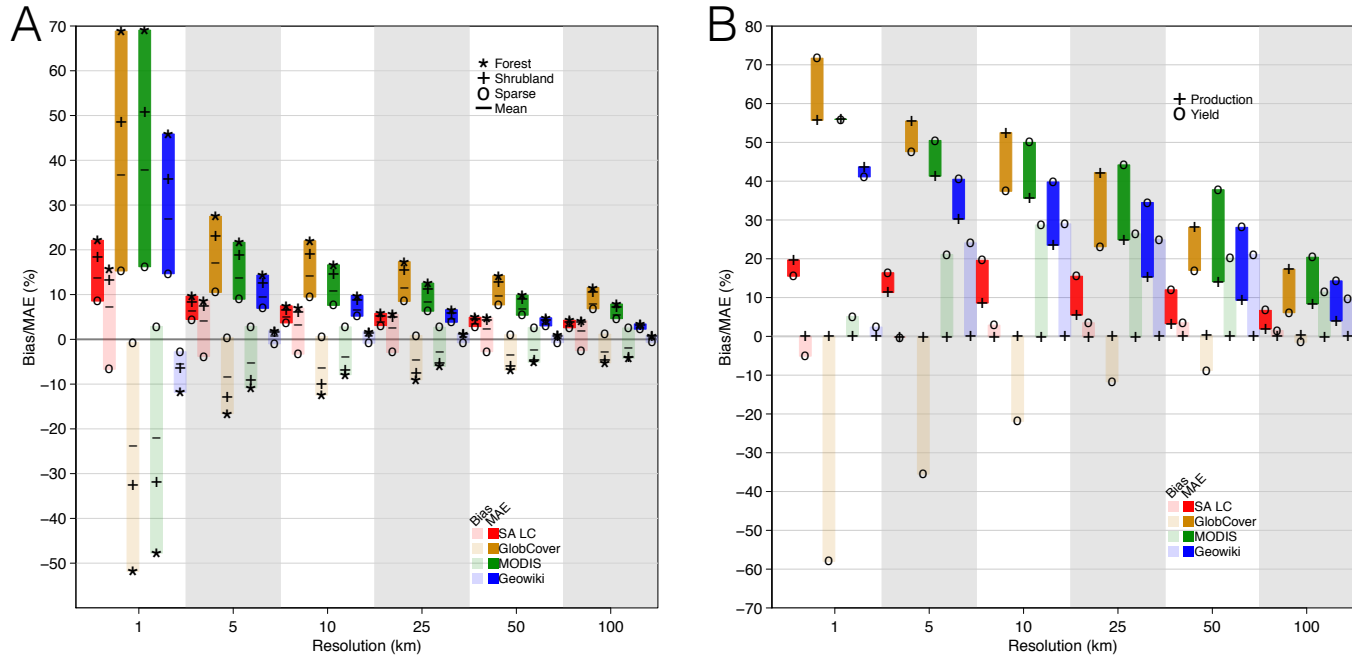 A
Bias/MAE (%)
70
60
50
40
30
20
10
0
−10
−20
−30
−40
−50
* Forest
+ Shrubland
o Sparse
— Mean
Bias
MAE
SA LC
GlobCover
MODIS
Geowiki
1
5
10
25
50
100
Resolution (km)
B
Bias/MAE (%)
80
70
60
50
40
30
20
10
0
−10
−20
−30
−40
−50
−60
−70
+ Production
o Yield
Bias
MAE
SA LC
GlobCover
MODIS
Geowiki
1
5
10
25
50
100
Resolution (km)